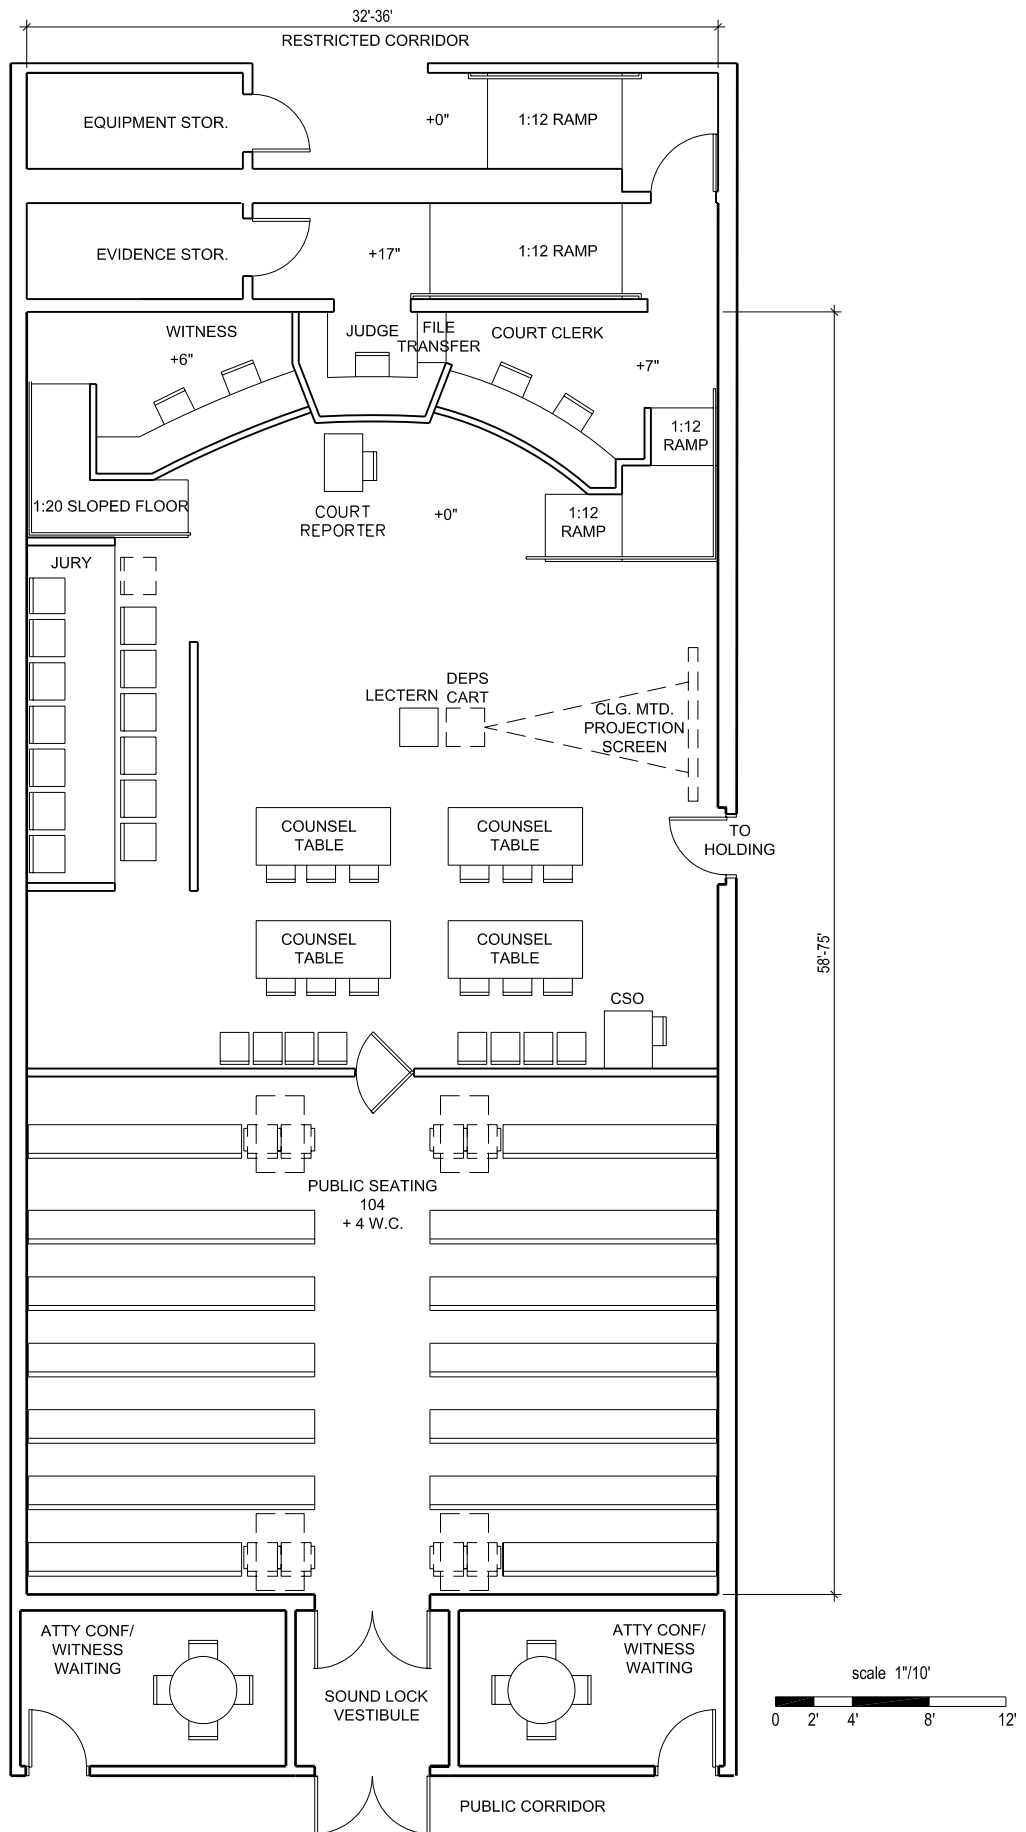 32'-36'
RESTRICTED CORRIDOR
EQUIPMENT STOR.
+0"
1:12 RAMP
EVIDENCE STOR.
+17"
1:12 RAMP
WITNESS
+6"
JUDGE
FILE
TRANSFER
COURT CLERK
+7"
1:12
RAMP
1:20 SLOPED FLOOR
COURT
REPORTER
+0"
1:12
RAMP
JURY
LECTERN
DEPS
CART
CLG. MTD.
PROJECTION
SCREEN
COUNSEL
TABLE
COUNSEL
TABLE
TO
HOLDING
COUNSEL
TABLE
COUNSEL
TABLE
58'-75'
CSO
PUBLIC SEATING
104
+ 4 W.C.
ATTY CONF/
WITNESS
WAITING
SOUND LOCK
VESTIBULE
ATTY CONF/
WITNESS
WAITING
scale 1"/10'
0 2' 4' 8' 12'
PUBLIC CORRIDOR